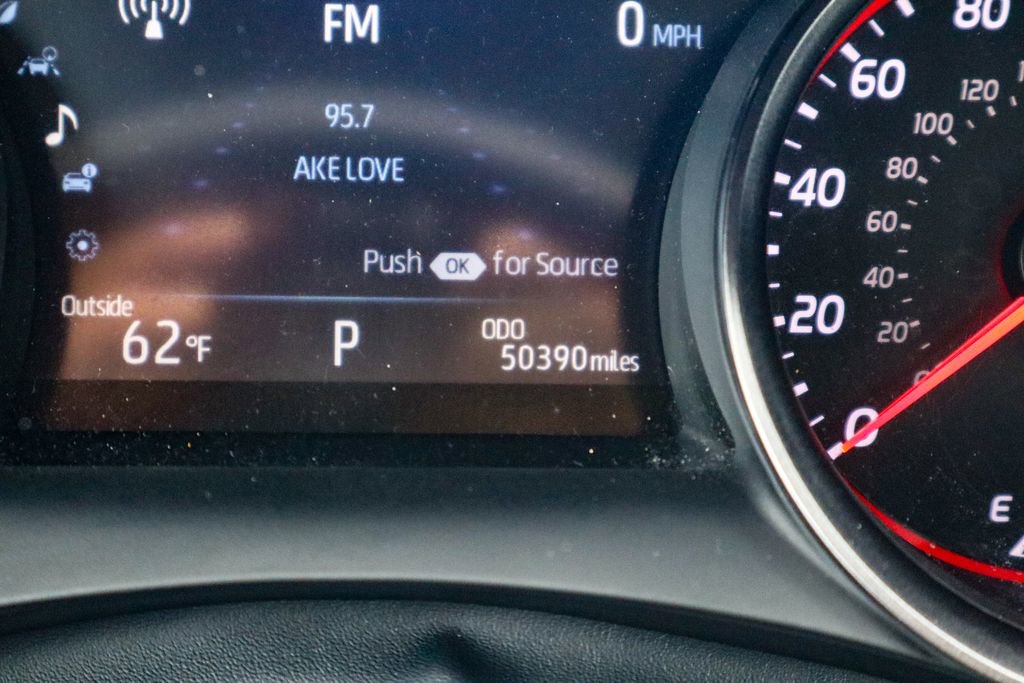 FM
0 MPH
95.7
AKE LOVE
Push OK for Source
Outside
62°F
P
ODO
50390 miles
80
60
40
20
0
120
100
80
60
40
20
E